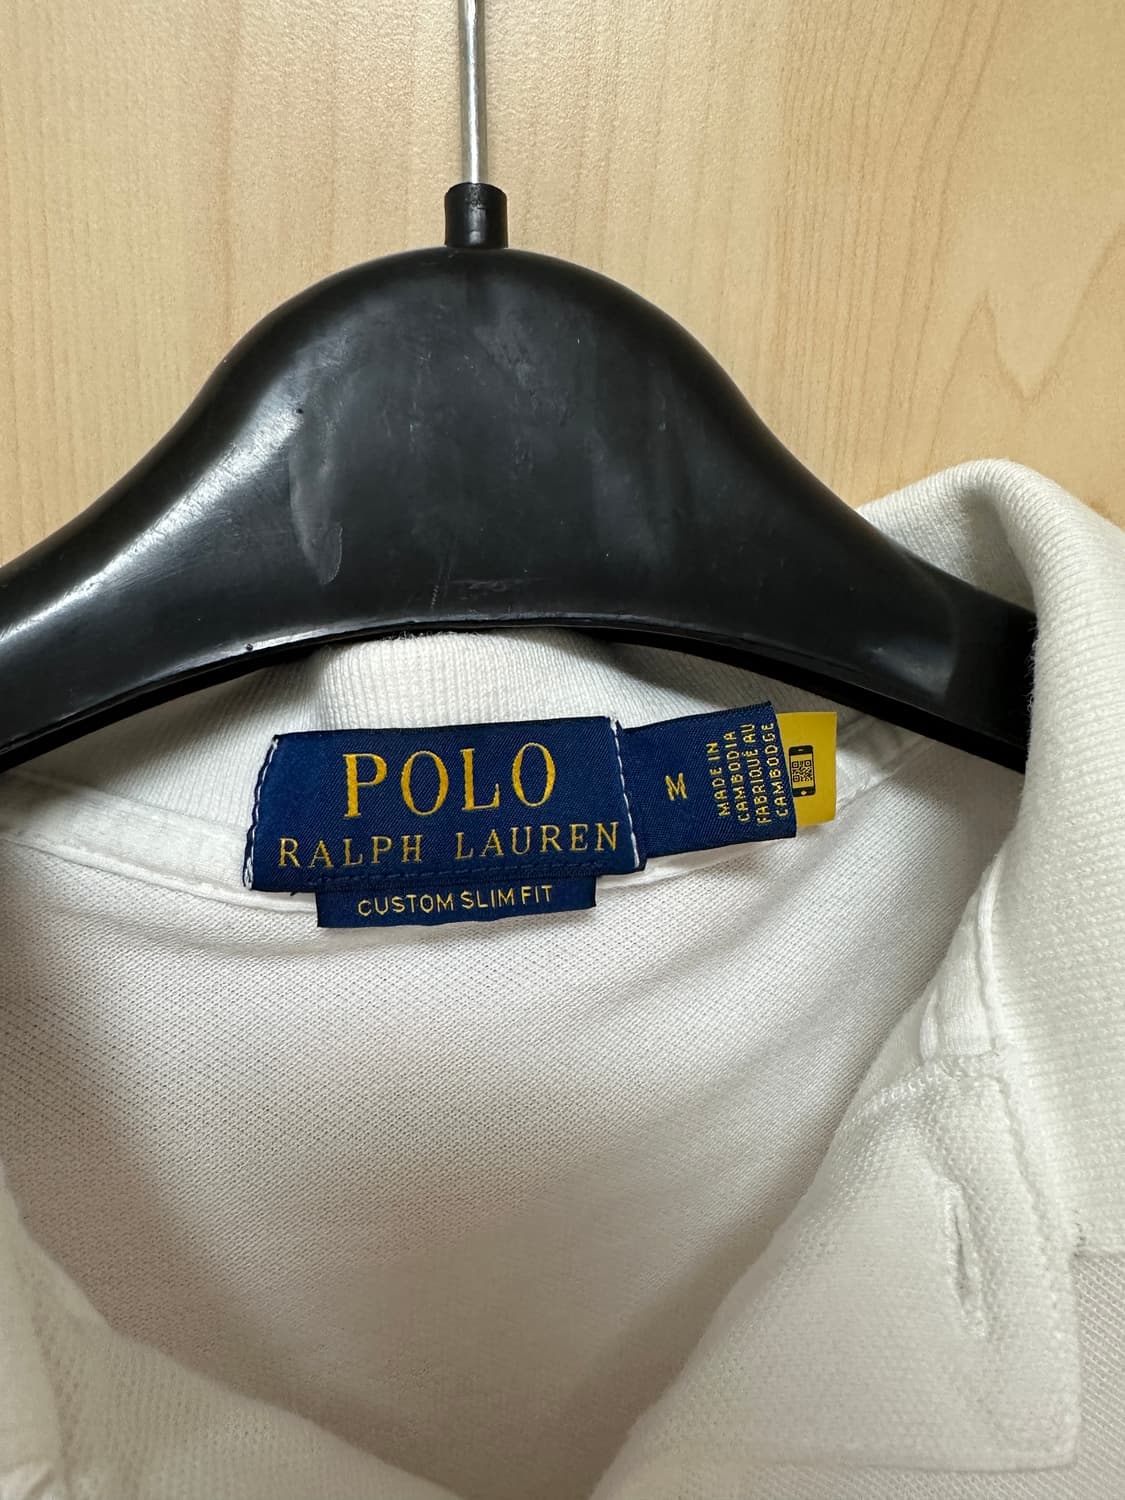 POLO
RALPH LAUREN
CUSTOM SLIM FIT
M
MADE IN
CAMBODIA
FABRIQUÉ AU
CAMBODGE